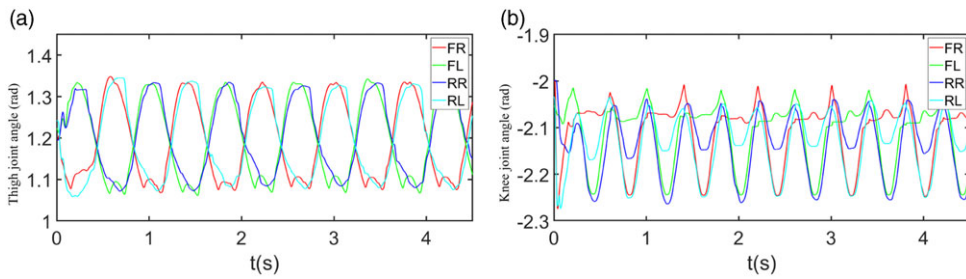 (a)
Thigh joint angle (rad)
1.4
1.3
1.2
1.1
1
0 1 2 3 4
t(s)
FR
FL
RR
RL
(b)
Knee joint angle (rad)
-1.9
-2
-2.1
-2.2
-2.3
0 1 2 3 4
t(s)
FR
FL
RR
RL